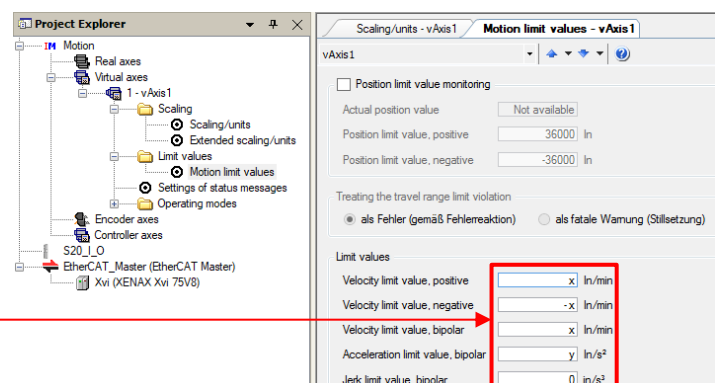 Project Explorer
IM Motion
Real axes
Virtual axes
1 - vAxis1
Scaling
Scaling/units
Extended scaling/units
Limit values
Motion limit values
Settings of status messages
Operating modes
Encoder axes
Controller axes
S20_I_O
EtherCAT_Master (EtherCAT Master)
Xvi (XENAX Xvi 75V8)
Scaling/units - vAxis1
Motion limit values - vAxis1
vAxis1
Position limit value monitoring
Actual position value Not available
Position limit value, positive 36000 In
Position limit value, negative -36000 In
Treating the travel range limit violation
als Fehler (gemäß Fehlerreaktion) als fatale Warnung (Stillsetzung)
Limit values
Velocity limit value, positive x In/min
Velocity limit value, negative -x In/min
Velocity limit value, bipolar x In/min
Acceleration limit value, bipolar y In/s²
Jerk limit value, bipolar 0 in/s³